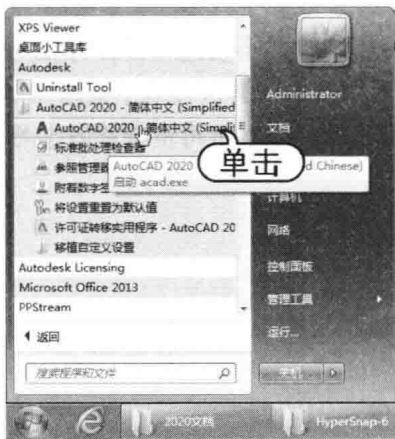 XPS Viewer
桌面小工具库
Autodesk
Uninstall Tool
AutoCAD 2020 - 简体中文 (Simplified
AutoCAD 2020 - 简体中文 (Simplifi
标准批处理检查器
参照管理器
AutoCAD 2020
ed Chinese)
启动 acad.exe
单击
附着数字签
将设置重置为默认值
许可证转移实用程序 - AutoCAD 20
移植自定义设置
Autodesk Licensing
Microsoft Office 2013
PPStream
返回
搜索程序和文件
Administrator
文档
计算机
网络
控制面板
管理工具
运行...
关机
2020文档
HyperSnap-6